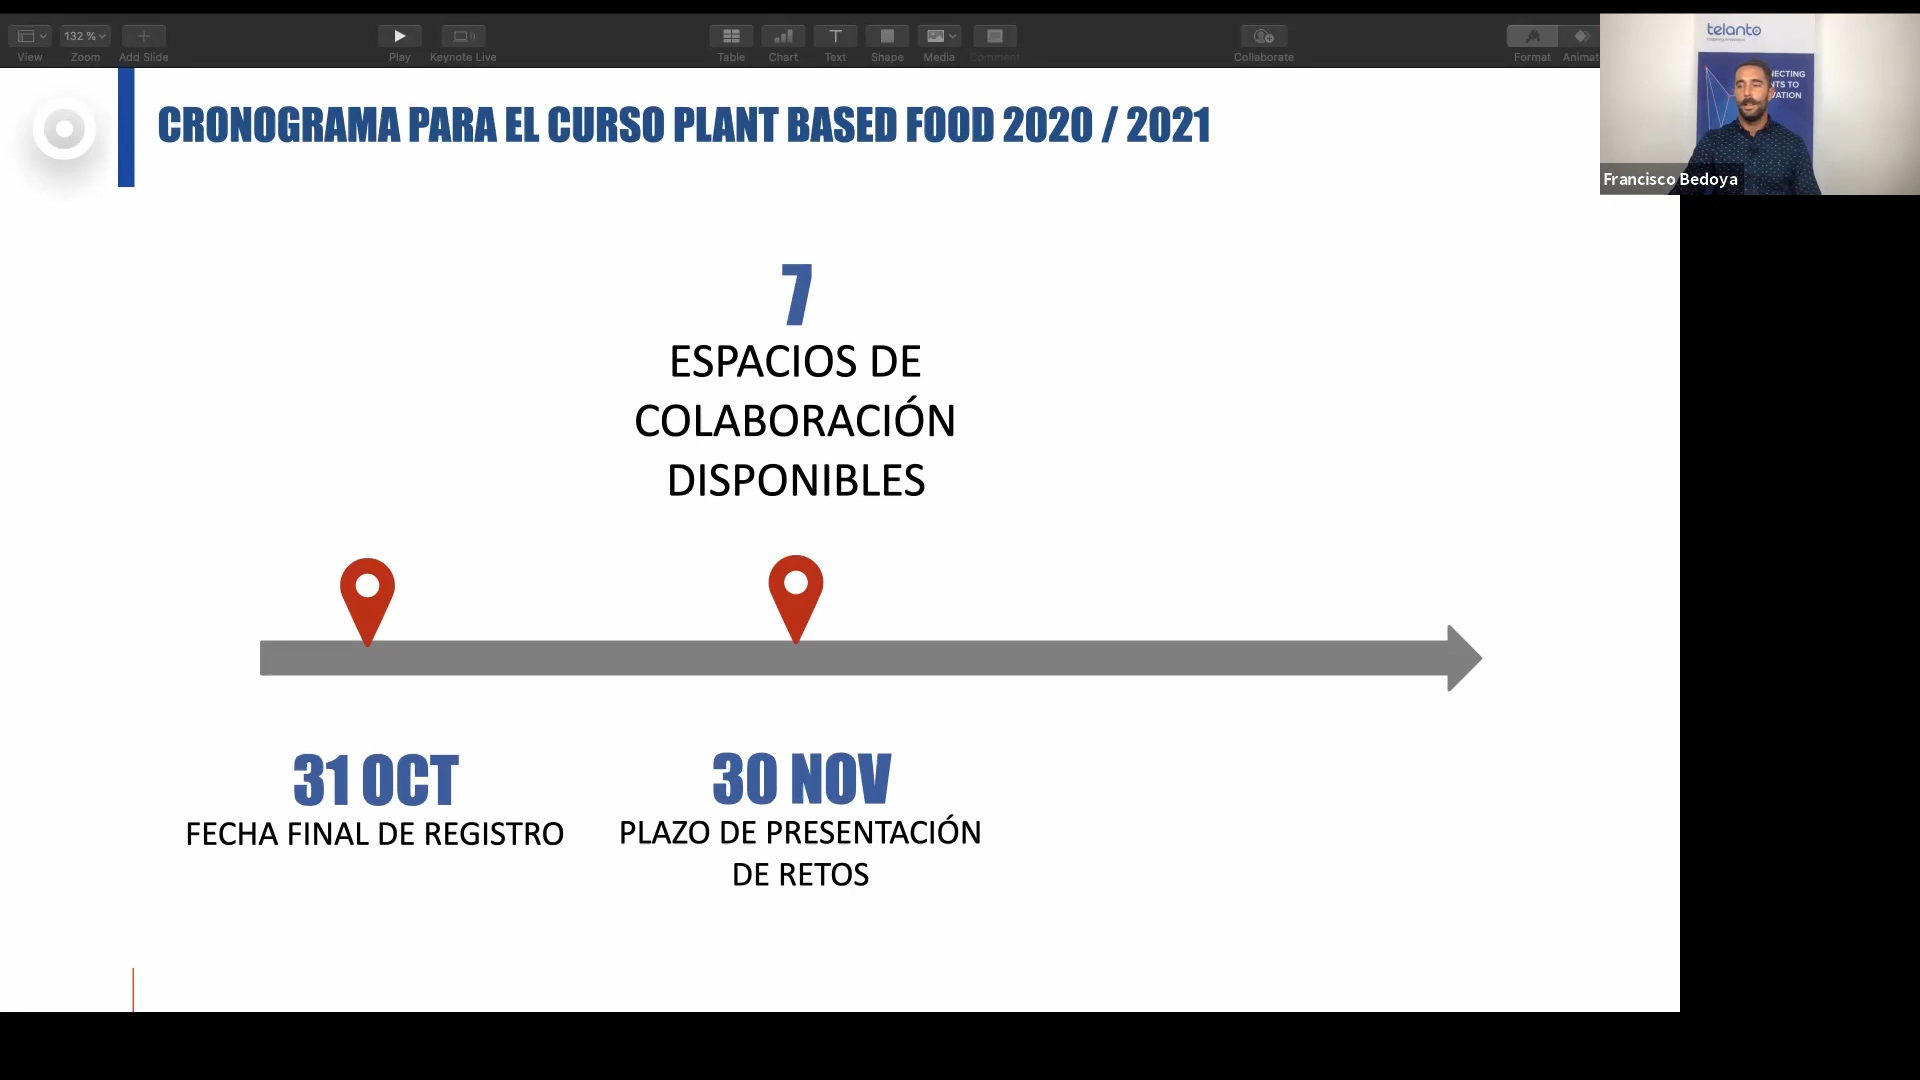 132 %
View
Zoom
Add Slide
Play
Keynote Live
Table
Chart
Text
Shape
Media
Comment
Collaborate
Format
telanto
Francisco Bedoya
CRONOGRAMA PARA EL CURSO PLANT BASED FOOD 2020 / 2021
7
ESPACIOS DE
COLABORACIÓN
DISPONIBLES
31 OCT
FECHA FINAL DE REGISTRO
30 NOV
PLAZO DE PRESENTACIÓN
DE RETOS